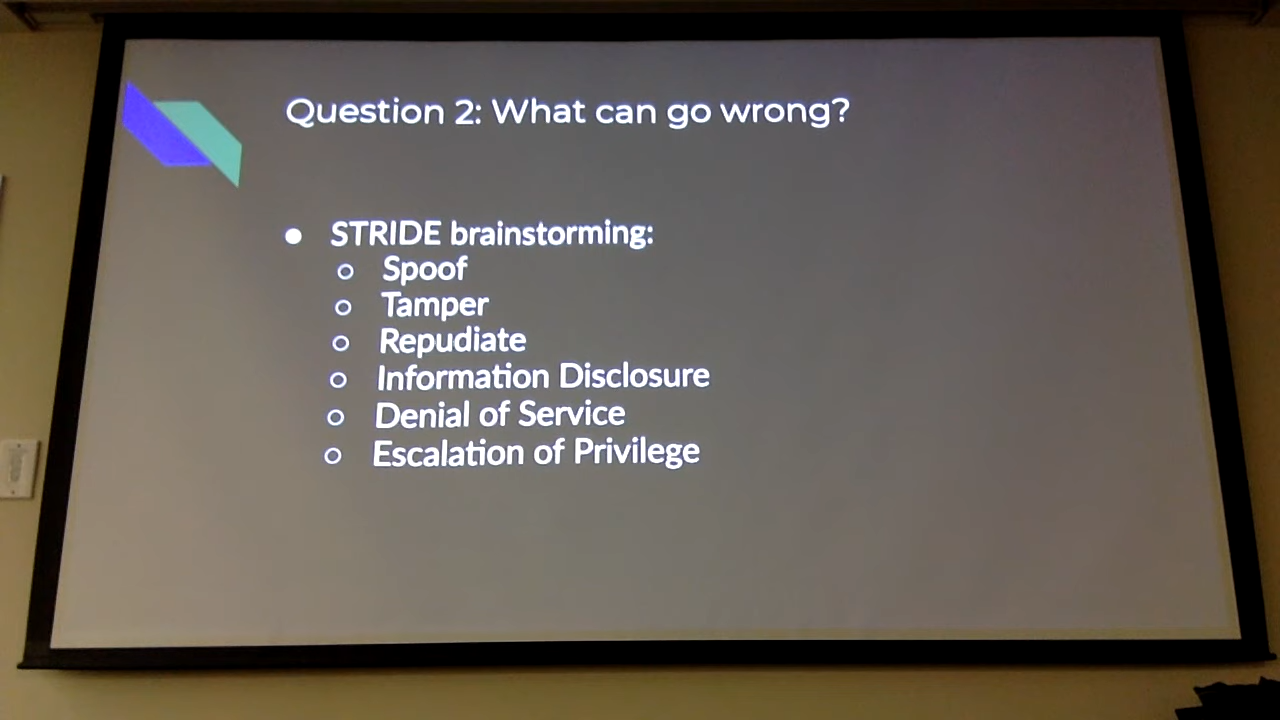 Question 2: What can go wrong?
● STRIDE brainstorming:
○ Spoof
○ Tamper
○ Repudiate
○ Information Disclosure
○ Denial of Service
○ Escalation of Privilege